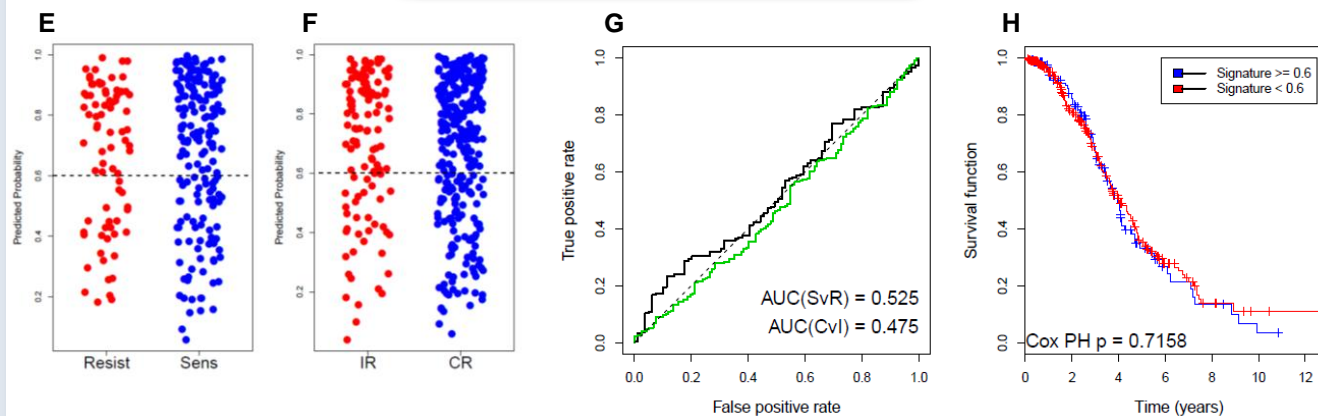 E
Predicted Probability
1.0
0.8
0.6
0.4
0.2
Resist Sens
F
Predicted Probability
1.0
0.8
0.6
0.4
0.2
IR CR
G
True positive rate
1.0
0.8
0.6
0.4
0.2
0.0
AUC(SvR) = 0.525
AUC(CvI) = 0.475
0.0 0.2 0.4 0.6 0.8 1.0
False positive rate
H
Survival function
1.0
0.8
0.6
0.4
0.2
0.0
Signature >= 0.6
Signature < 0.6
Cox PH p = 0.7158
0 2 4 6 8 10 12
Time (years)